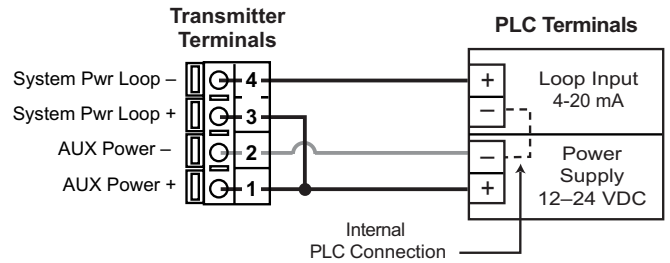 Transmitter
Terminals
PLC Terminals
System Pwr Loop –
4
+
Loop Input
4-20 mA
System Pwr Loop +
3
–
AUX Power –
2
–
Power
Supply
12–24 VDC
AUX Power +
1
+
Internal
PLC Connection